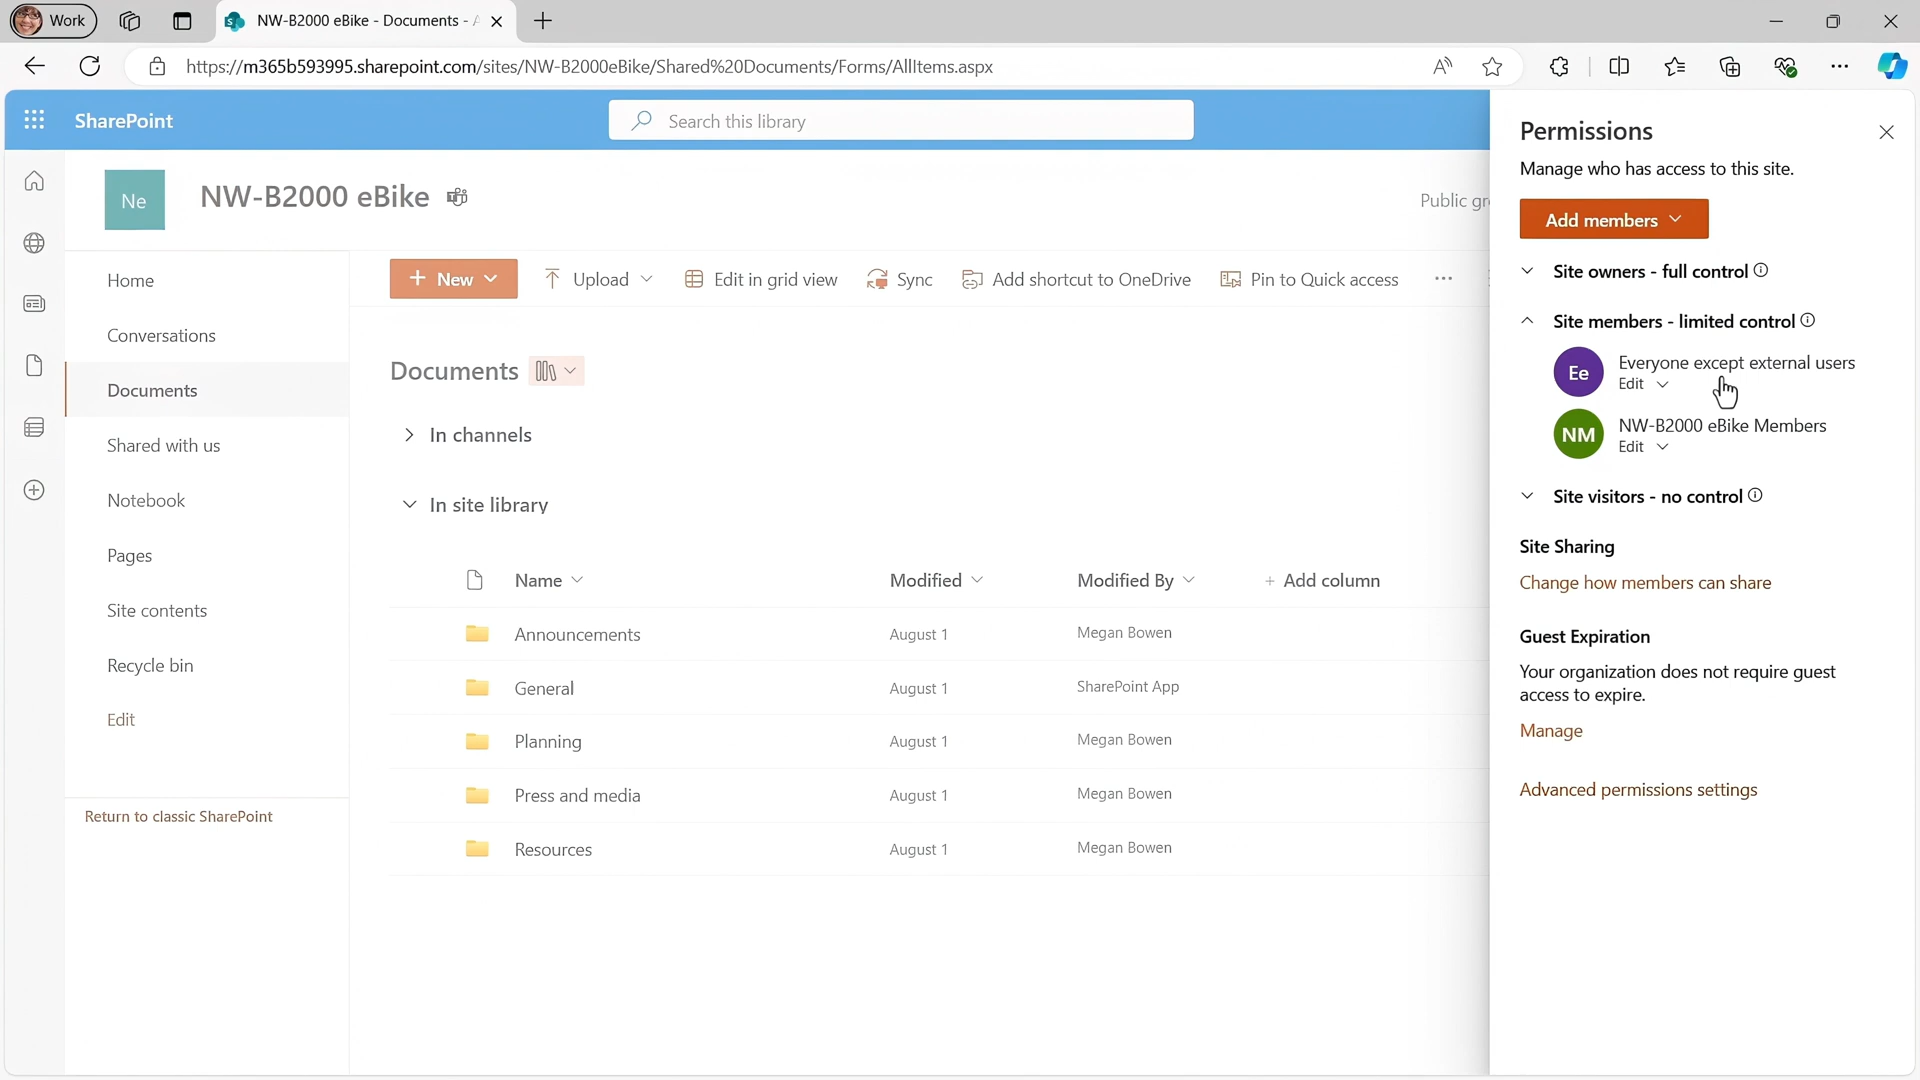 Work
NW-B2000 eBike - Documents -
https://m365b593995.sharepoint.com/sites/NW-B2000eBike/Shared%20Documents/Forms/AllItems.aspx
SharePoint
Search this library
Ne
NW-B2000 eBike
Public gr
Home
Conversations
Documents
Shared with us
Notebook
Pages
Site contents
Recycle bin
Edit
Return to classic SharePoint
New
Upload
Edit in grid view
Sync
Add shortcut to OneDrive
Pin to Quick access
Documents
In channels
In site library
Name
Modified
Modified By
Add column
Announcements
August 1
Megan Bowen
General
August 1
SharePoint App
Planning
August 1
Megan Bowen
Press and media
August 1
Megan Bowen
Resources
August 1
Megan Bowen
Permissions
Manage who has access to this site.
Add members
Site owners - full control
Site members - limited control
Ee
Everyone except external users
Edit
NM
NW-B2000 eBike Members
Edit
Site visitors - no control
Site Sharing
Change how members can share
Guest Expiration
Your organization does not require guest
access to expire.
Manage
Advanced permissions settings